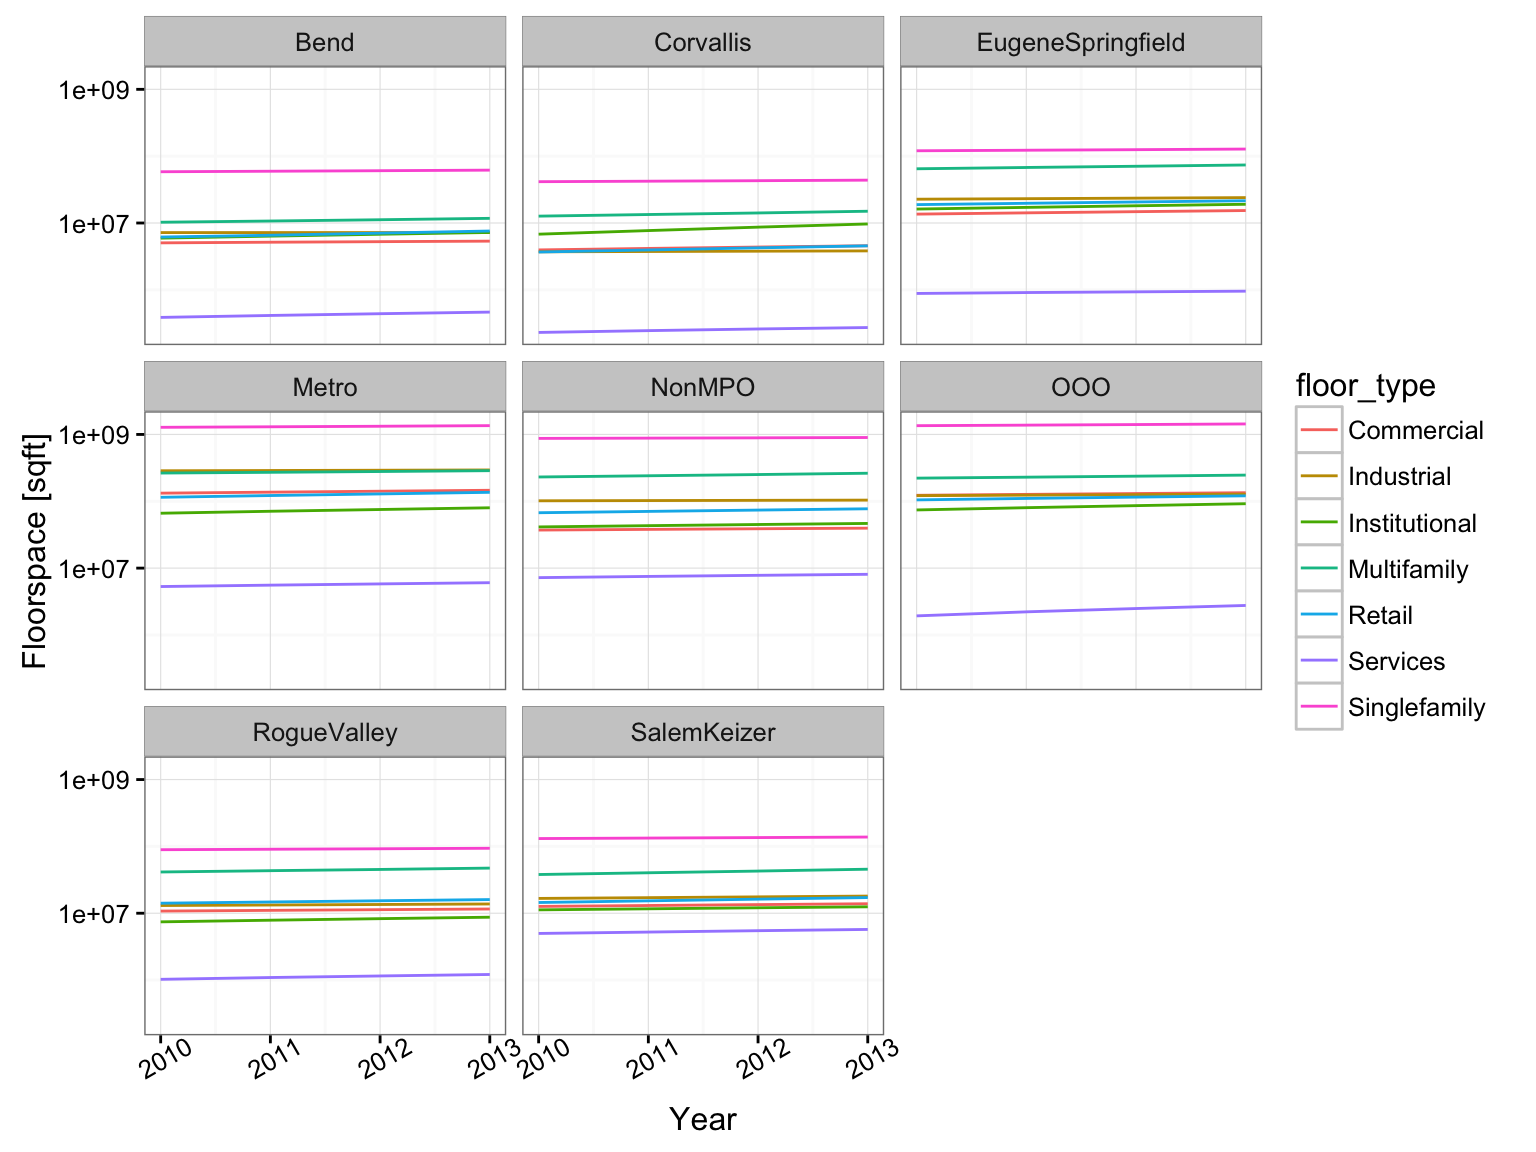 Bend
Corvallis
EugeneSpringfield
1e+09
1e+07
Metro
NonMPO
OOO
1e+09
1e+07
RogueValley
SalemKeizer
1e+09
1e+07
2010
2011
2012
2013
2010
2011
2012
2013
Year
Floorspace [sqft]
floor_type
Commercial
Industrial
Institutional
Multifamily
Retail
Services
Singlefamily